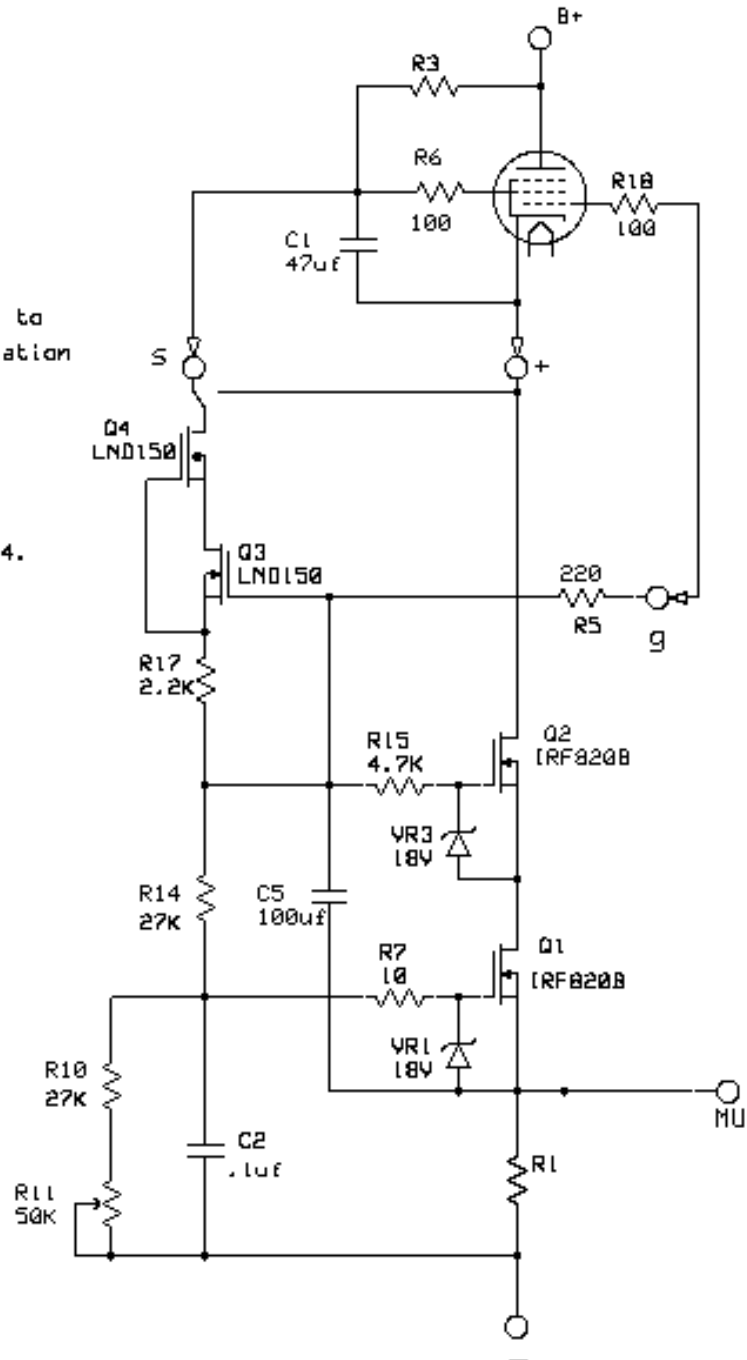 B+
R3
R6
100
R18
100
C1
47uf
to
ation
S
+
Q4
LND150
4.
Q3
LND150
220
R5
g
R17
2.2K
R15
4.7K
Q2
IRF820B
VR3
18V
R14
27K
C5
100uf
R7
10
Q1
IRF820B
VR1
18V
R10
27K
MU
C2
.1uf
R1
R11
50K